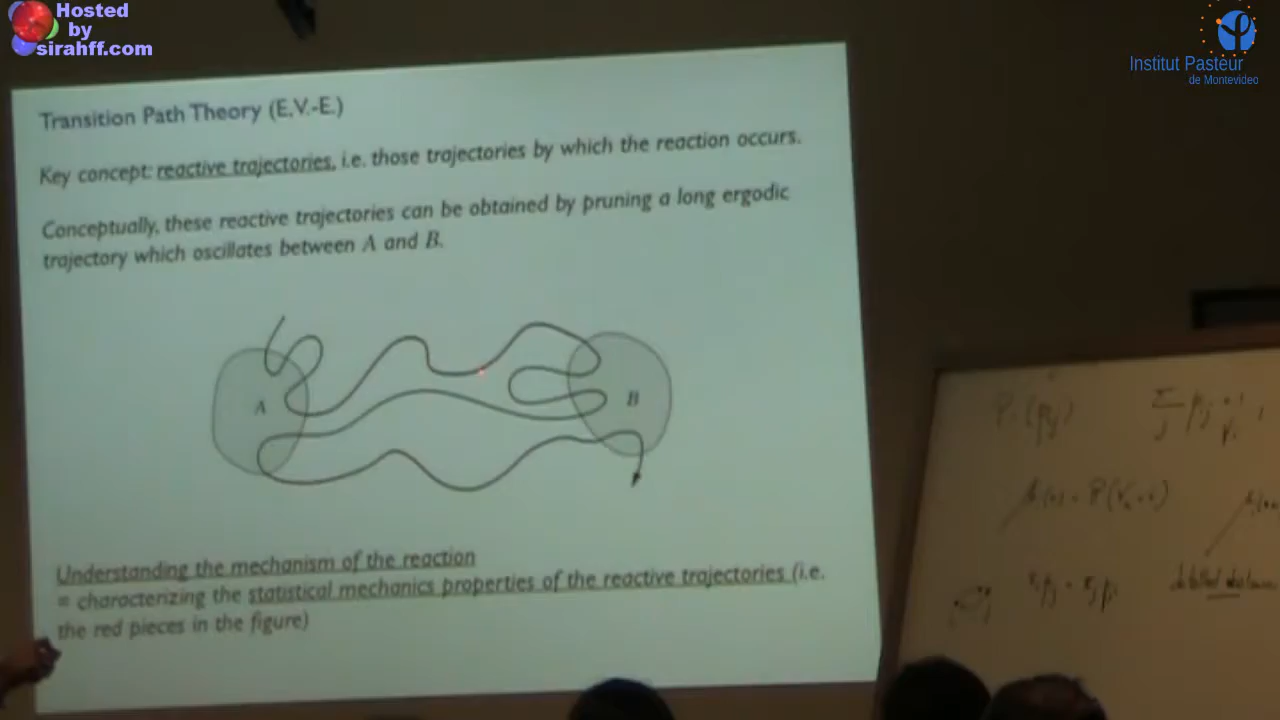 Hosted
by
sirahff.com
Institut Pasteur
de Montevideo
Transition Path Theory (E.V.-E.)
Key concept: reactive trajectories, i.e. those trajectories by which the reaction occurs.
Conceptually, these reactive trajectories can be obtained by pruning a long ergodic
trajectory which oscillates between A and B.
A
B
Understanding the mechanism of the reaction
= characterizing the statistical mechanics properties of the reactive trajectories (i.e.
the red pieces in the figure)
detailed balance